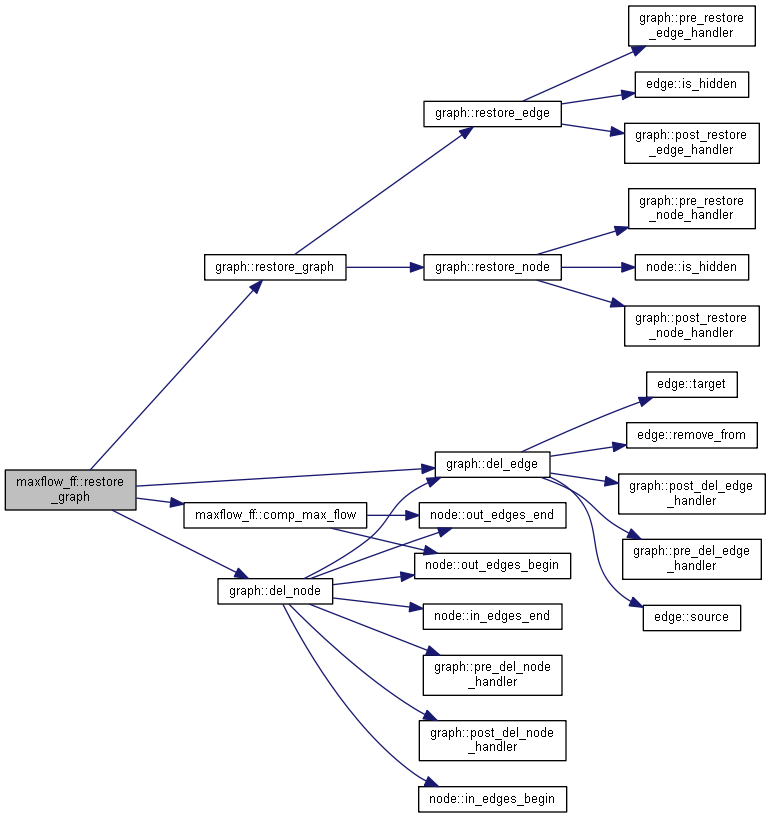 graph::pre_restore
_edge_handler
edge::is_hidden
graph::restore_edge
graph::post_restore
_edge_handler
graph::pre_restore
_node_handler
graph::restore_graph
graph::restore_node
node::is_hidden
graph::post_restore
_node_handler
edge::target
edge::remove_from
graph::del_edge
maxflow_ff::restore
_graph
graph::post_del_edge
_handler
maxflow_ff::comp_max_flow
node::out_edges_end
graph::pre_del_edge
_handler
node::out_edges_begin
graph::del_node
node::in_edges_end
edge::source
graph::pre_del_node
_handler
graph::post_del_node
_handler
node::in_edges_begin